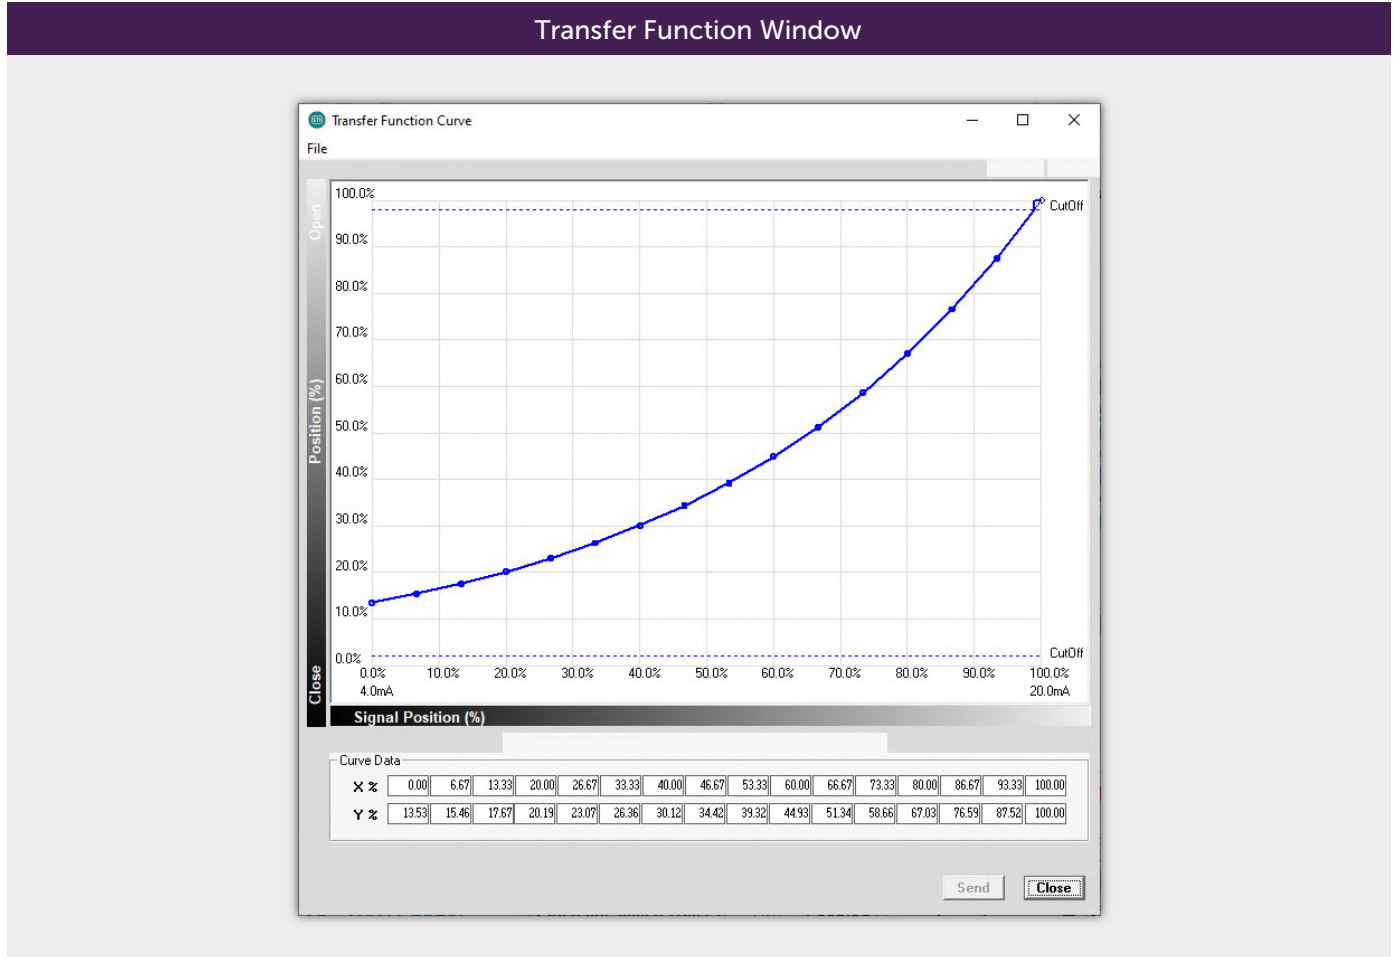 Transfer Function Window
STI
Transfer Function Curve
File
Open
Position (%)
Close
100.0%
90.0%
80.0%
70.0%
60.0%
50.0%
40.0%
30.0%
20.0%
10.0%
0.0%
CutOff
CutOff
0.0% 10.0% 20.0% 30.0% 40.0% 50.0% 60.0% 70.0% 80.0% 90.0% 100.0%
4.0mA 20.0mA
Signal Position (%)
Curve Data
X % 0.00 6.67 13.33 20.00 26.67 33.33 40.00 46.67 53.33 60.00 66.67 73.33 80.00 86.67 93.33 100.00
Y % 13.53 15.46 17.67 20.19 23.07 26.36 30.12 34.42 39.32 44.93 51.34 58.66 67.03 76.59 87.52 100.00
Send Close